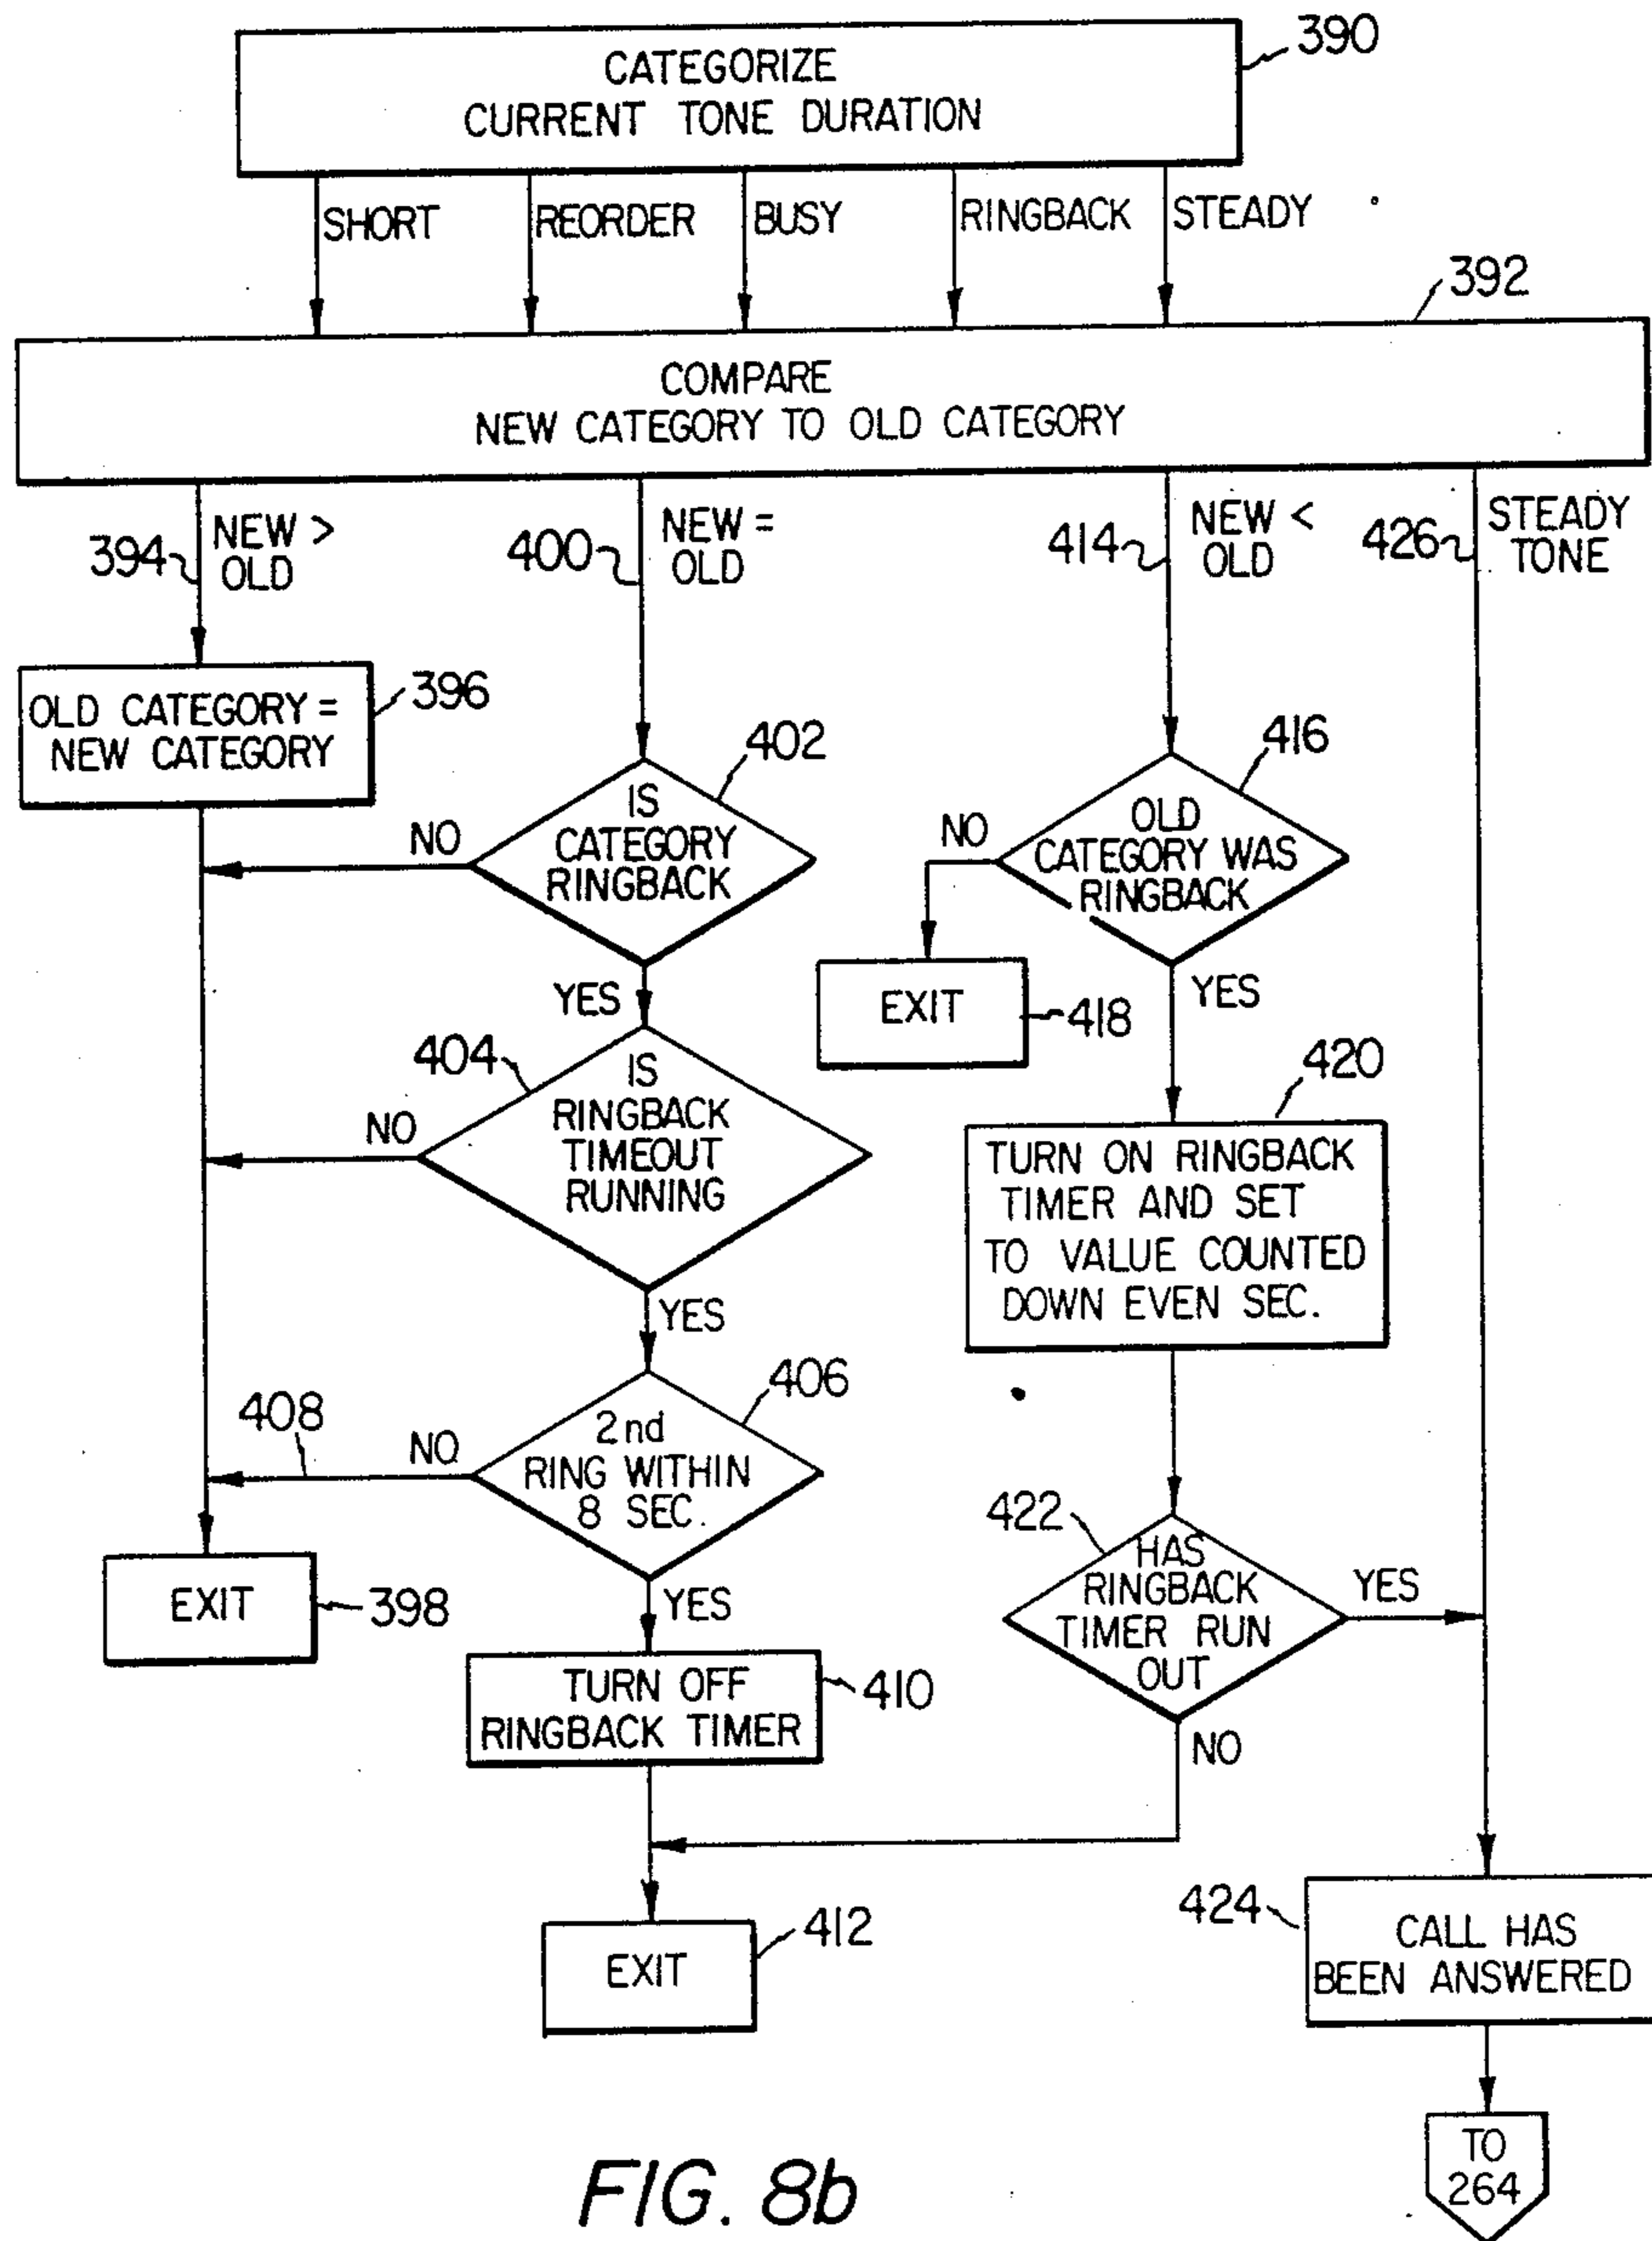 390
CATEGORIZE
CURRENT TONE DURATION
SHORT
REORDER
BUSY
RINGBACK
STEADY
392
COMPARE
NEW CATEGORY TO OLD CATEGORY
394
NEW >
OLD
400
NEW =
OLD
414
NEW <
OLD
426
STEADY
TONE
OLD CATEGORY =
NEW CATEGORY
396
402
IS
CATEGORY
RINGBACK
NO
YES
416
OLD
CATEGORY WAS
RINGBACK
NO
YES
EXIT
418
404
IS
RINGBACK
TIMEOUT
RUNNING
NO
YES
420
TURN ON RINGBACK
TIMER AND SET
TO VALUE COUNTED
DOWN EVEN SEC.
406
2nd
RING WITHIN
8 SEC.
408
NO
YES
EXIT
398
422
HAS
RINGBACK
TIMER RUN
OUT
YES
NO
TURN OFF
RINGBACK TIMER
410
EXIT
412
424
CALL HAS
BEEN ANSWERED
TO
264
FIG. 8b